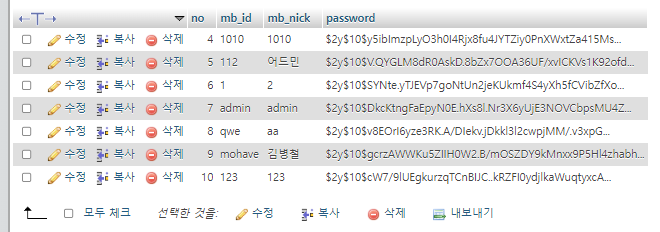 no mb_id mb_nick password
수정 복사 삭제 4 1010 1010 $2y$10$y5ibImzpLyO3h0I4Rjx8fu4JYTZiy0PnXWxtZa415Ms...
수정 복사 삭제 5 112 어드민 $2y$10$V.QYGLM8dR0AskD.8bZx7OOA36UF/xvICKVs1K92ofd...
수정 복사 삭제 6 1 2 $2y$10$SYNte.yTJEVp7goNtUn2jeKUkmf4S4yXh5fCVibZfXo...
수정 복사 삭제 7 admin admin $2y$10$DkcKtngFaEpyN0E.hXs8l.Nr3X6yUjE3NOVCbpsMU4Z...
수정 복사 삭제 8 qwe aa $2y$10$v8EOrI6yze3RK.A/DIekv.jDkkl3l2cwpjMM/.v3xpG...
수정 복사 삭제 9 mohave 김병철 $2y$10$gcrzAWWKu5ZIIH0W2.B/mOSZDY9kMnxx9P5Hl4zhabh...
수정 복사 삭제 10 123 123 $2y$10$cW7/9lUEgkurzqTCnBIJC..kRZFI0ydjlkaWuqtyxcA...
모두 체크 선택한 것을: 수정 복사 삭제 내보내기